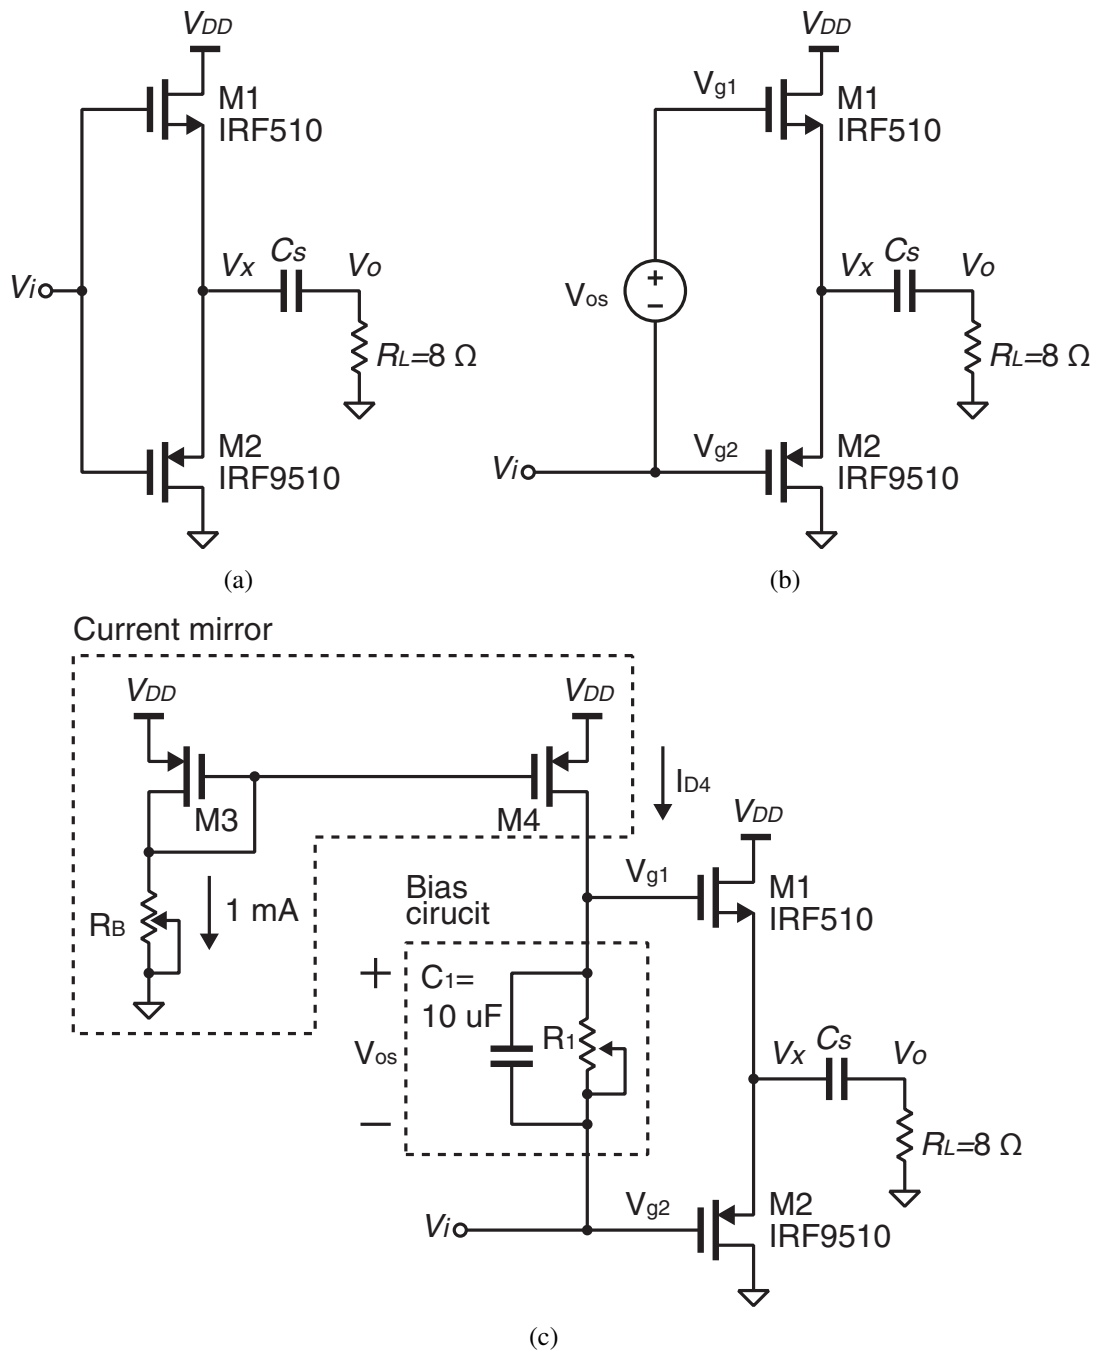 VDD
M1
IRF510
Vi
Vx
Cs
Vo
RL=8 Ω
M2
IRF9510
(a)
VDD
Vg1
M1
IRF510
Vos
+
−
Vx
Cs
Vo
RL=8 Ω
Vi
Vg2
M2
IRF9510
(b)
Current mirror
VDD
VDD
M3
M4
ID4
RB
1 mA
VDD
Vg1
M1
IRF510
Bias
cirucit
+
C1=
10 uF
R1
Vos
−
Vx
Cs
Vo
RL=8 Ω
Vi
Vg2
M2
IRF9510
(c)